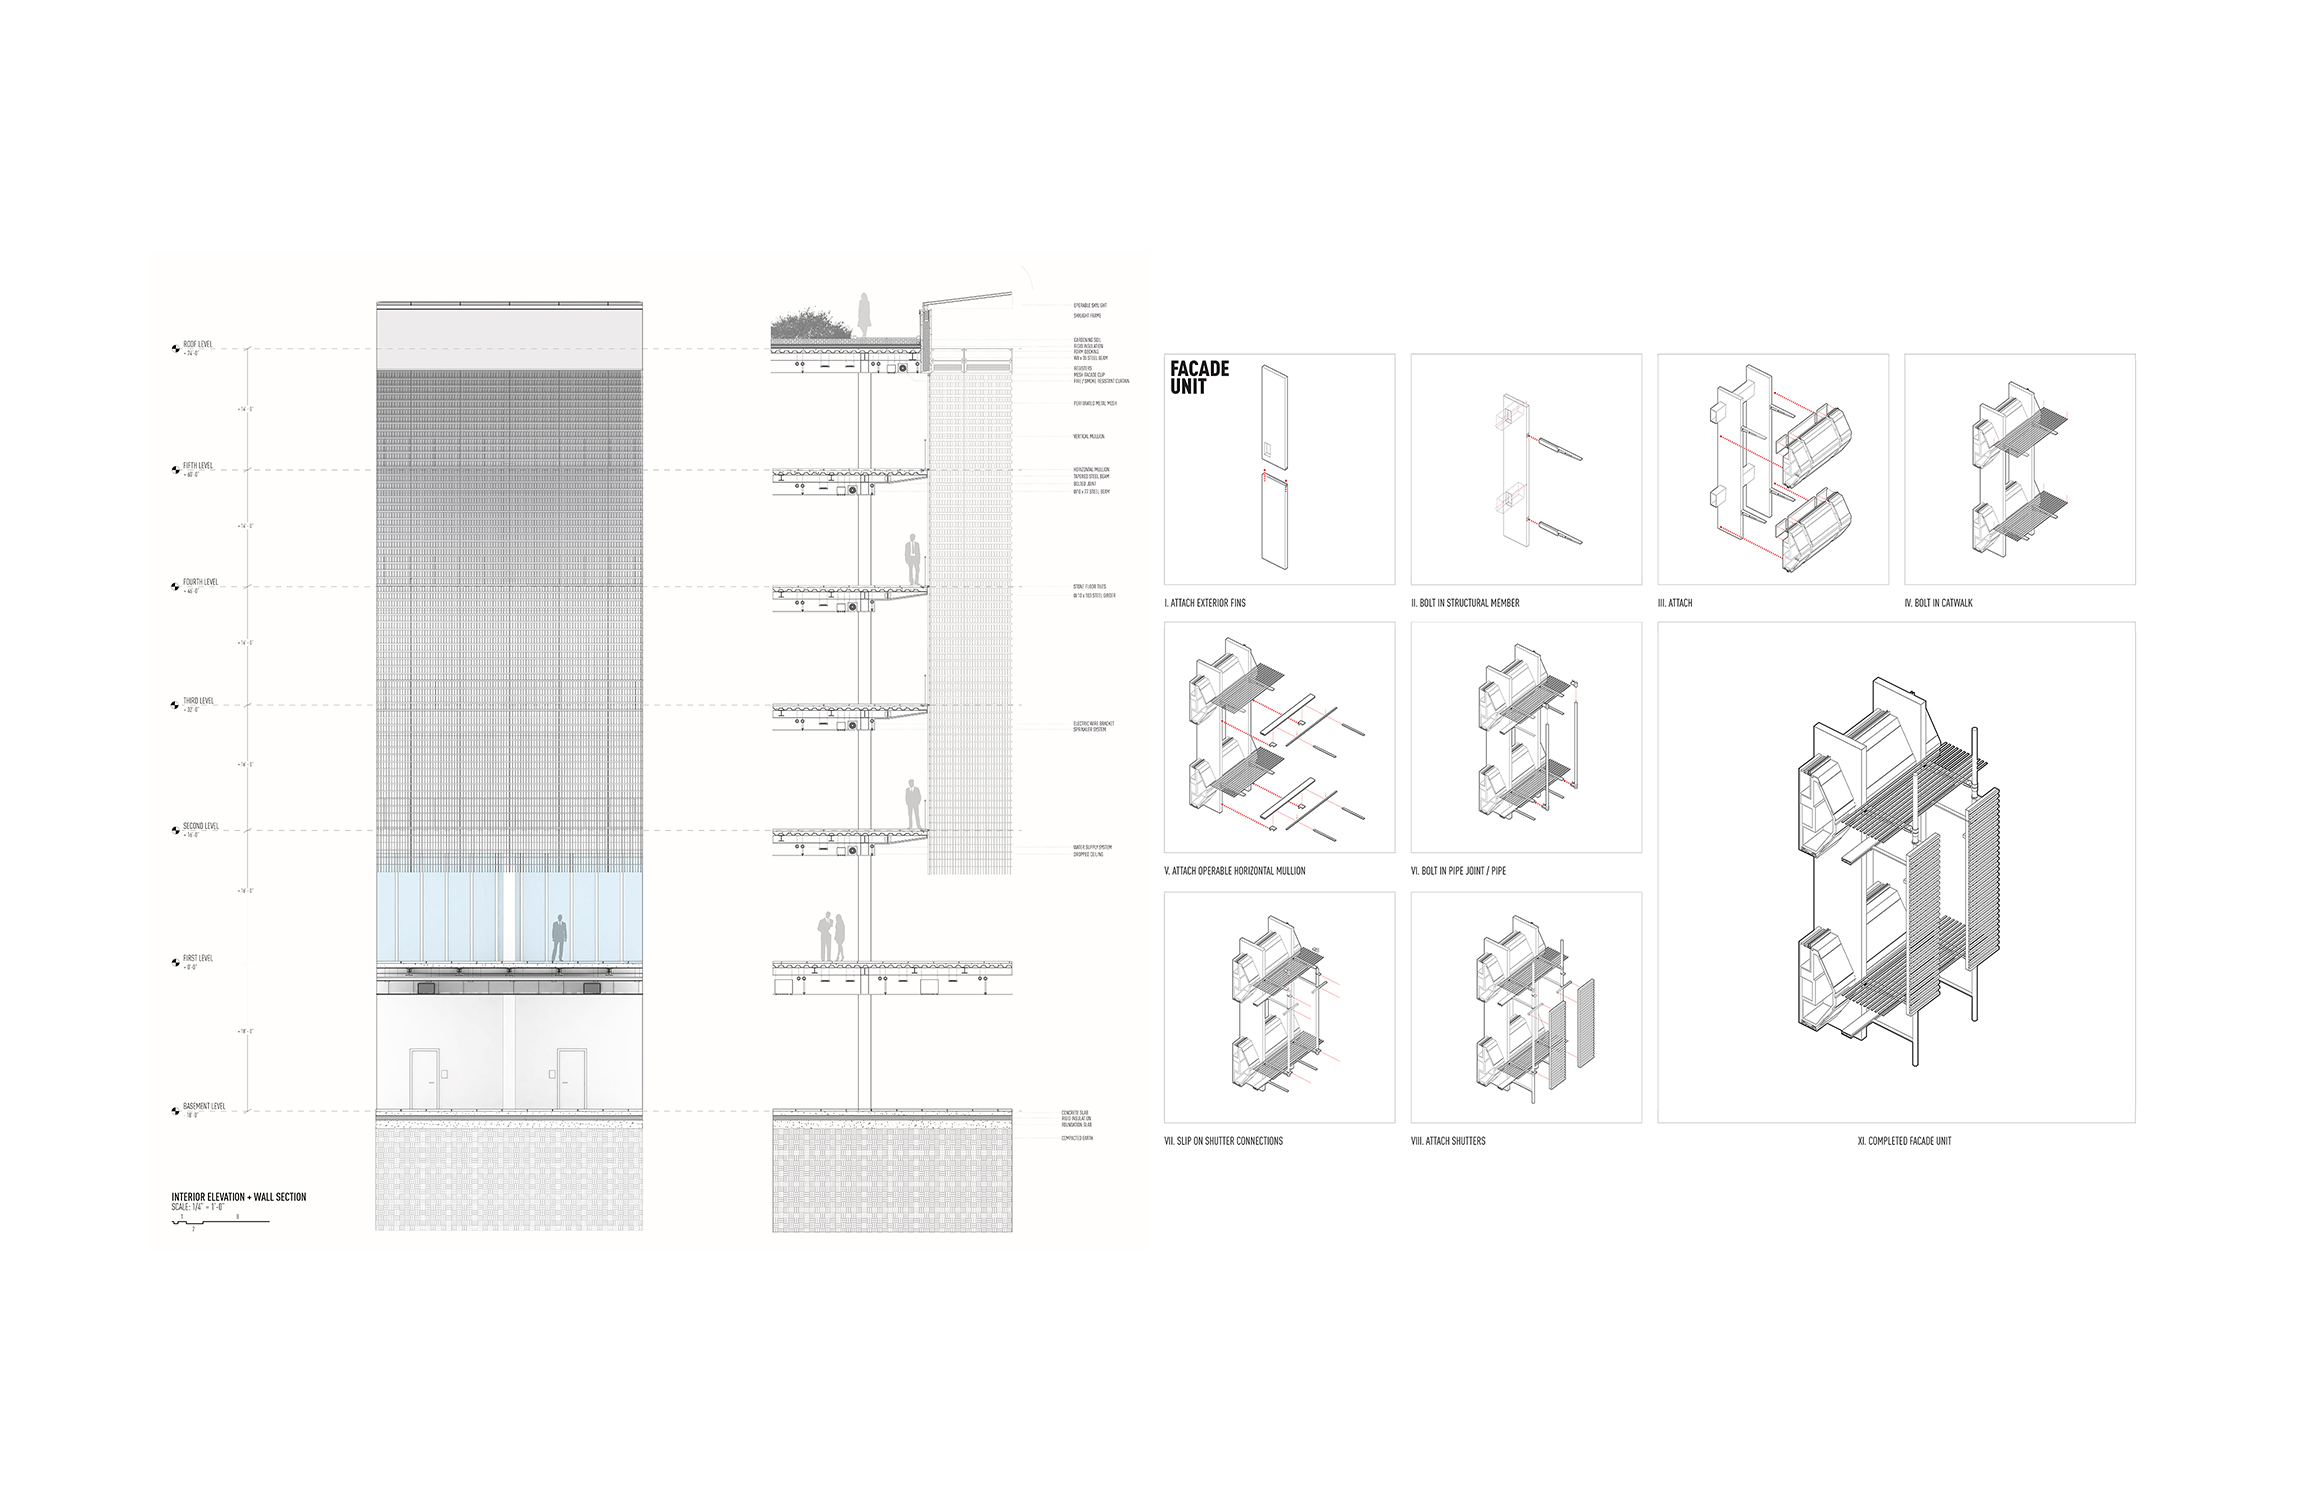 ROOF LEVEL
+ 74'-0"
+ 14' - 0"
FIFTH LEVEL
+ 60'-0"
+ 14' - 0"
FOURTH LEVEL
+ 46'-0"
+ 14' - 0"
THIRD LEVEL
+ 32'-0"
+ 16' - 0"
SECOND LEVEL
+ 16'-0"
+ 16' - 0"
FIRST LEVEL
+ 0'-0"
+ 18' - 0"
BASEMENT LEVEL
- 18'-0"
INTERIOR ELEVATION + WALL SECTION
SCALE: 1/4" = 1'-0"
2
OPERABLE SKYLIGHT
SKYLIGHT FRAME
GARDENING SOIL
RIGID INSULATION
FORM DECKING
W8 x 35 STEEL BEAM
REGISTERS
MESH FACADE CLIP
FIRE / SMOKE RESISTANT CURTAIN
PERFORATED METAL MESH
VERTICAL MULLION
HORIZONTAL MULLION
TAPERED STEEL BEAM
BOLTED JOINT
W10 x 77 STEEL BEAM
STONE FLOOR TILES
STEEL GIRDER
ELECTRIC WIRE BRACKET
SPRINKLER SYSTEM
WATER SUPPLY SYSTEM
DROPPED CEILING
CONCRETE SLAB
RIGID INSULATION
FOUNDATION SLAB
COMPACTED EARTH
FACADE
UNIT
I. ATTACH EXTERIOR FINS
II. BOLT IN STRUCTURAL MEMBER
III. ATTACH
IV. BOLT IN CATWALK
V. ATTACH OPERABLE HORIZONTAL MULLION
VI. BOLT IN PIPE JOINT / PIPE
VII. SLIP ON SHUTTER CONNECTIONS
VIII. ATTACH SHUTTERS
XI. COMPLETED FACADE UNIT